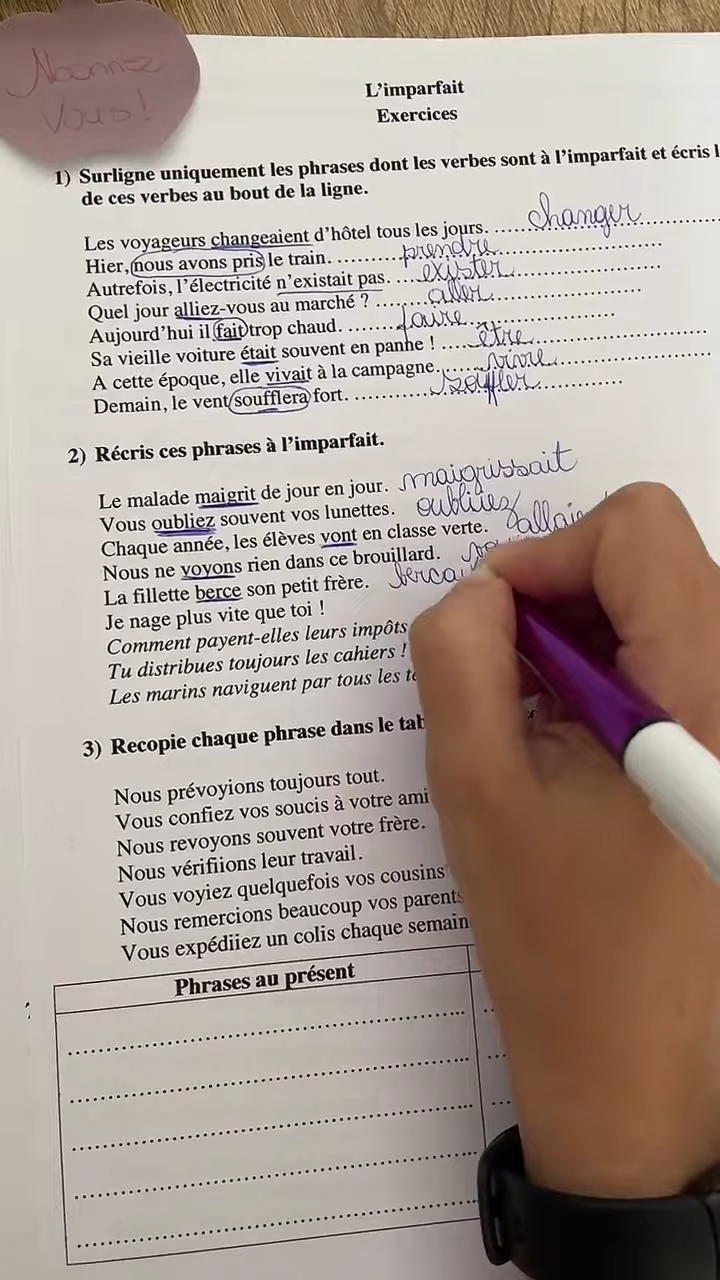 Abonnez
Vous!
L'imparfait
Exercices
1) Surligne uniquement les phrases dont les verbes sont à l'imparfait et écris l
de ces verbes au bout de la ligne.
Les voyageurs changeaient d'hôtel tous les jours. changer
Hier, nous avons pris le train. prendre
Autrefois, l'électricité n'existait pas. exister
Quel jour alliez-vous au marché ? aller
Aujourd'hui il fait trop chaud. faire
Sa vieille voiture était souvent en panne ! être
A cette époque, elle vivait à la campagne. vivre
Demain, le vent soufflera fort. souffler
2) Récris ces phrases à l'imparfait.
Le malade maigrit de jour en jour. maigrissait
Vous oubliez souvent vos lunettes. oubliiez
Chaque année, les élèves vont en classe verte. allaie
Nous ne voyons rien dans ce brouillard.
La fillette berce son petit frère. berça
Je nage plus vite que toi !
Comment payent-elles leurs impôts
Tu distribues toujours les cahiers !
Les marins naviguent par tous les te
3) Recopie chaque phrase dans le tab
Nous prévoyions toujours tout.
Vous confiez vos soucis à votre ami
Nous revoyons souvent votre frère.
Nous vérifiions leur travail.
Vous voyiez quelquefois vos cousins
Nous remercions beaucoup vos parents
Vous expédiiez un colis chaque semain
Phrases au présent